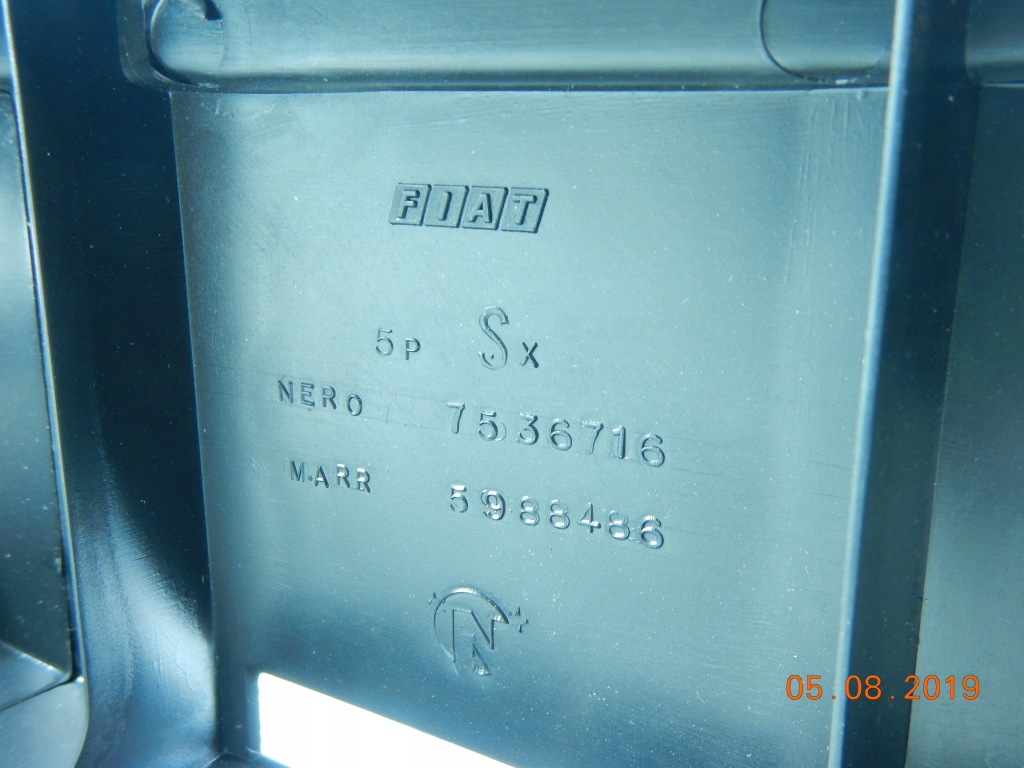 FIAT
5P Sx
NERO 7536716
M.ARR 5988486
05.08.2019